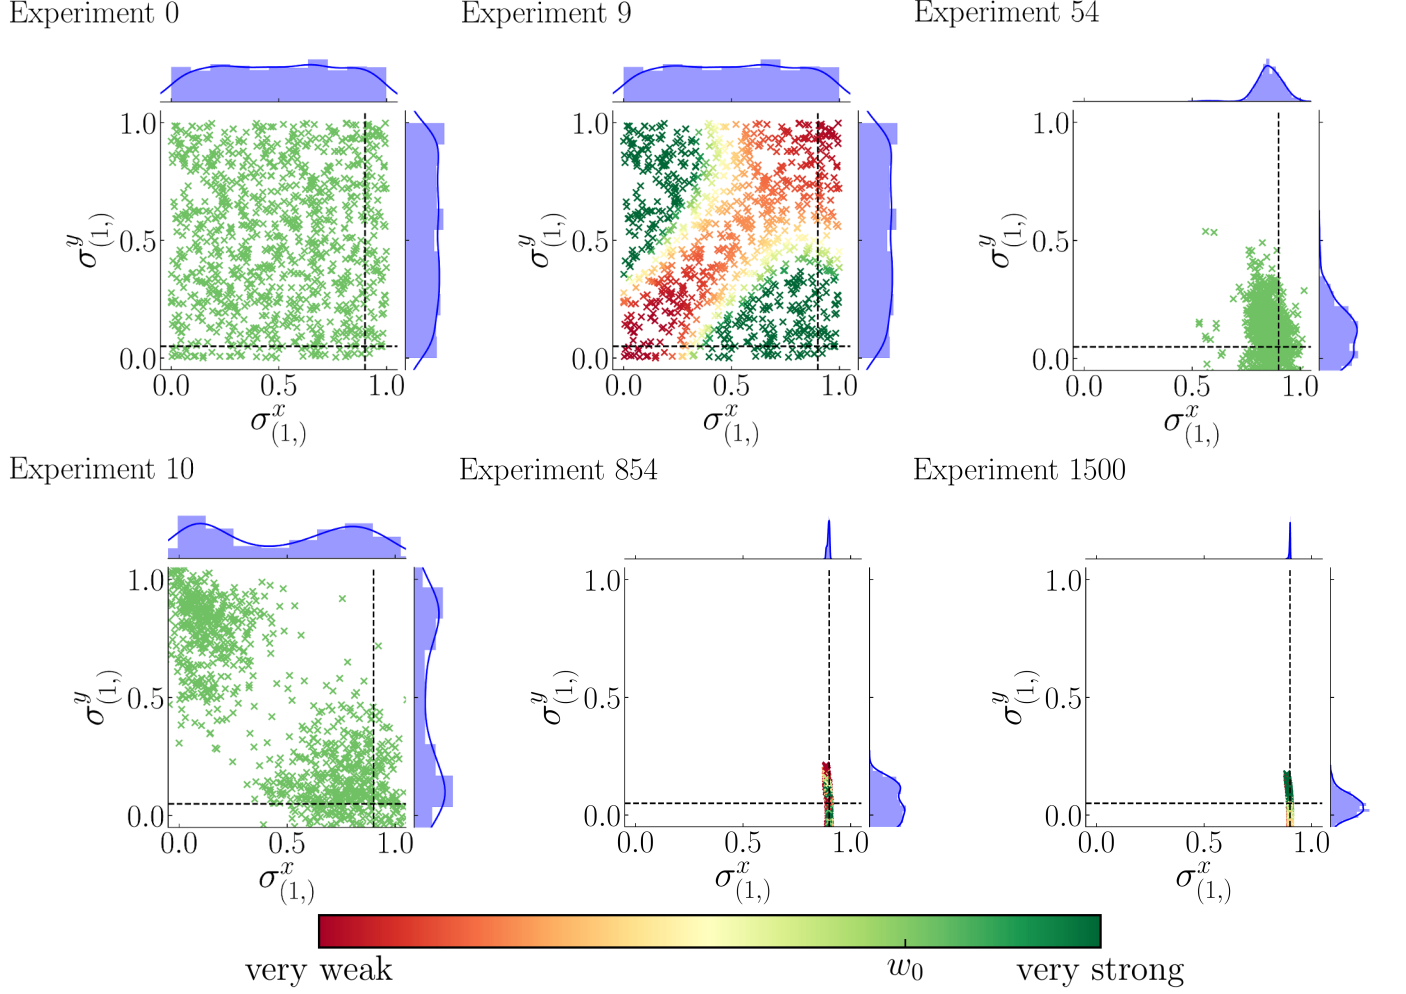 Experiment 0
Experiment 9
Experiment 54
1.0
0.5
0.0
σ^y_(1,)
0.0 0.5 1.0
σ^x_(1,)
1.0
0.5
0.0
σ^y_(1,)
0.0 0.5 1.0
σ^x_(1,)
1.0
0.5
0.0
σ^y_(1,)
0.0 0.5 1.0
σ^x_(1,)
Experiment 10
Experiment 854
Experiment 1500
1.0
0.5
0.0
σ^y_(1,)
0.0 0.5 1.0
σ^x_(1,)
1.0
0.5
0.0
σ^y_(1,)
0.0 0.5 1.0
σ^x_(1,)
1.0
0.5
0.0
σ^y_(1,)
0.0 0.5 1.0
σ^x_(1,)
very weak w₀ very strong